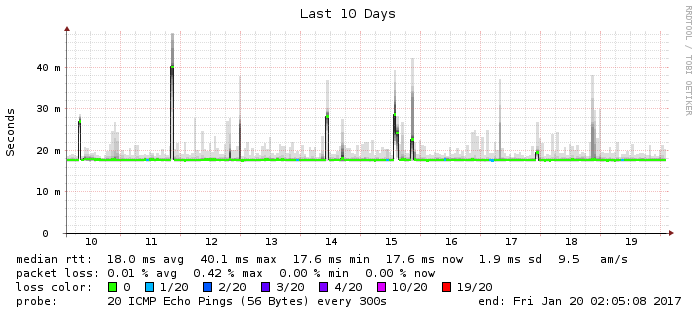 Last 10 Days
RRDTOOL / TOBI OETIKER
Seconds
40 m
30 m
20 m
10 m
0
10 11 12 13 14 15 16 17 18 19
median rtt: 18.0 ms avg 40.1 ms max 17.6 ms min 17.6 ms now 1.9 ms sd 9.5 am/s
packet loss: 0.01 % avg 0.42 % max 0.00 % min 0.00 % now
loss color: 0 1/20 2/20 3/20 4/20 10/20 19/20
probe: 20 ICMP Echo Pings (56 Bytes) every 300s end: Fri Jan 20 02:05:08 2017